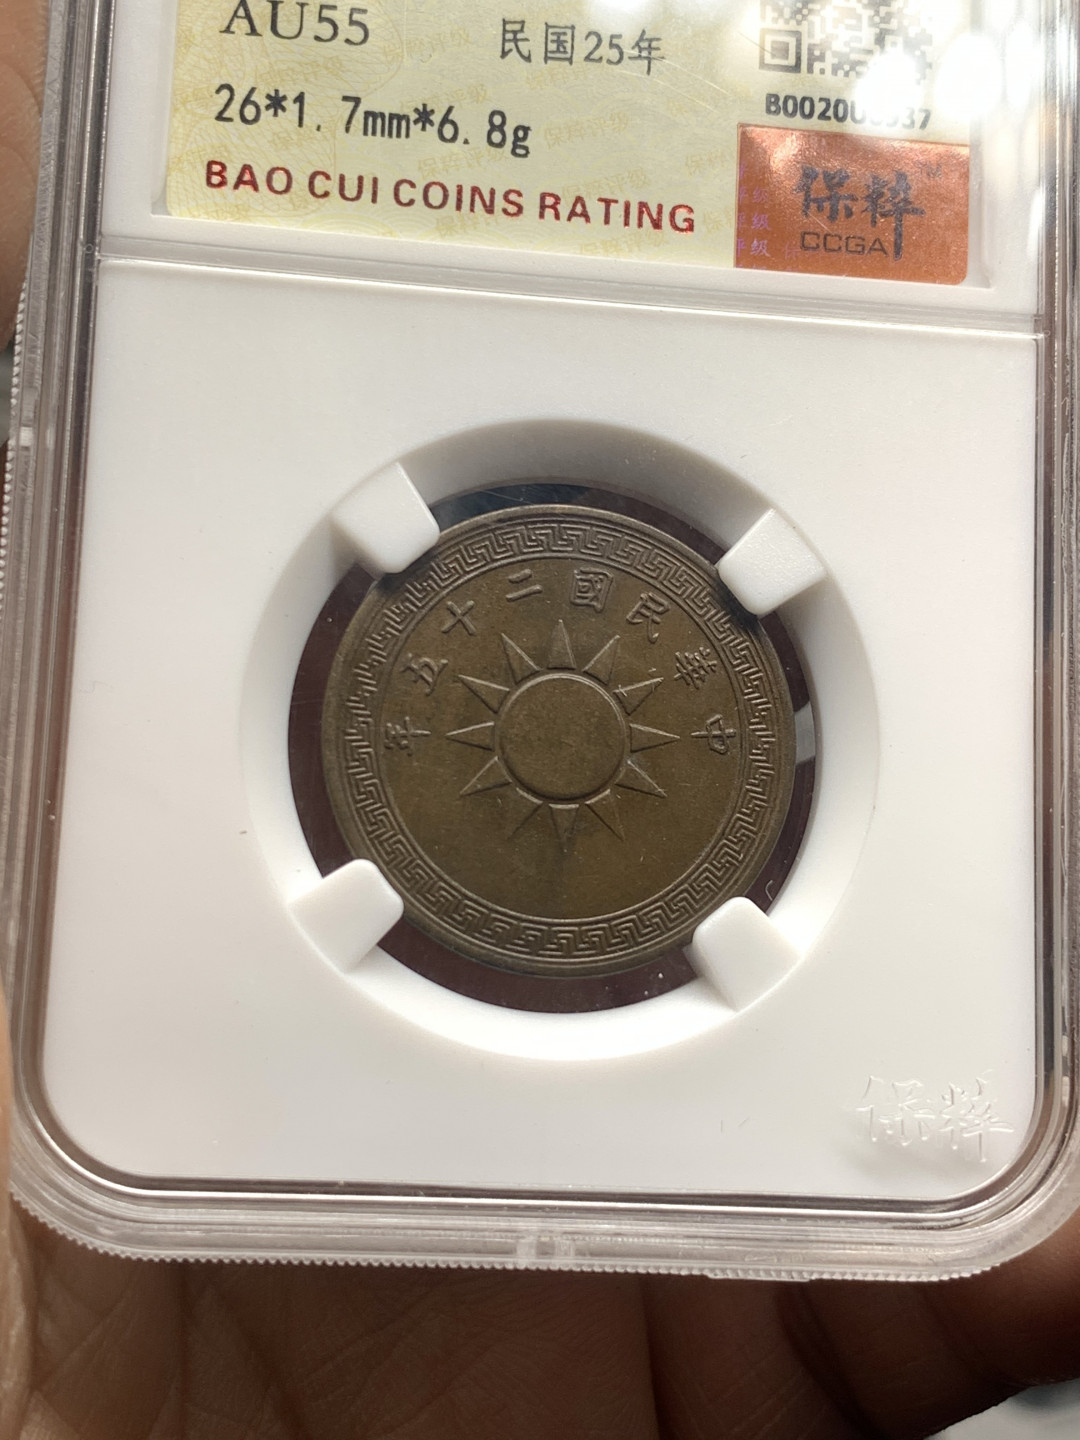 AU55
民国25年
26*1.7mm*6.8g
BAO CUI COINS RATING
保粹
TM
CCGA
中華民國二十五年
保粹